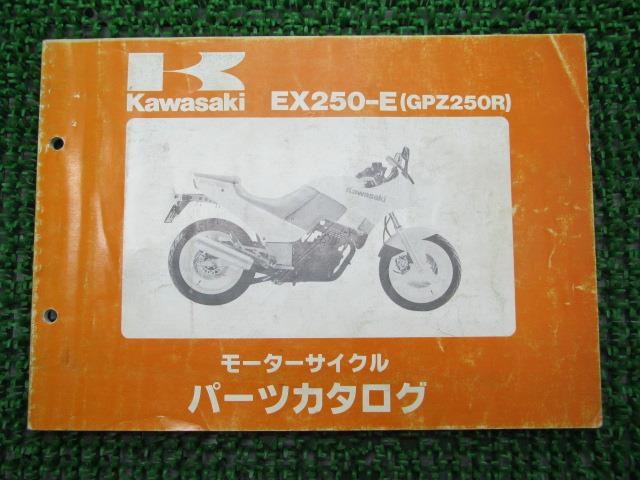 Kawasaki
EX250-E(GPZ250R)
Kawasaki
モーターサイクル
パーツカタログ